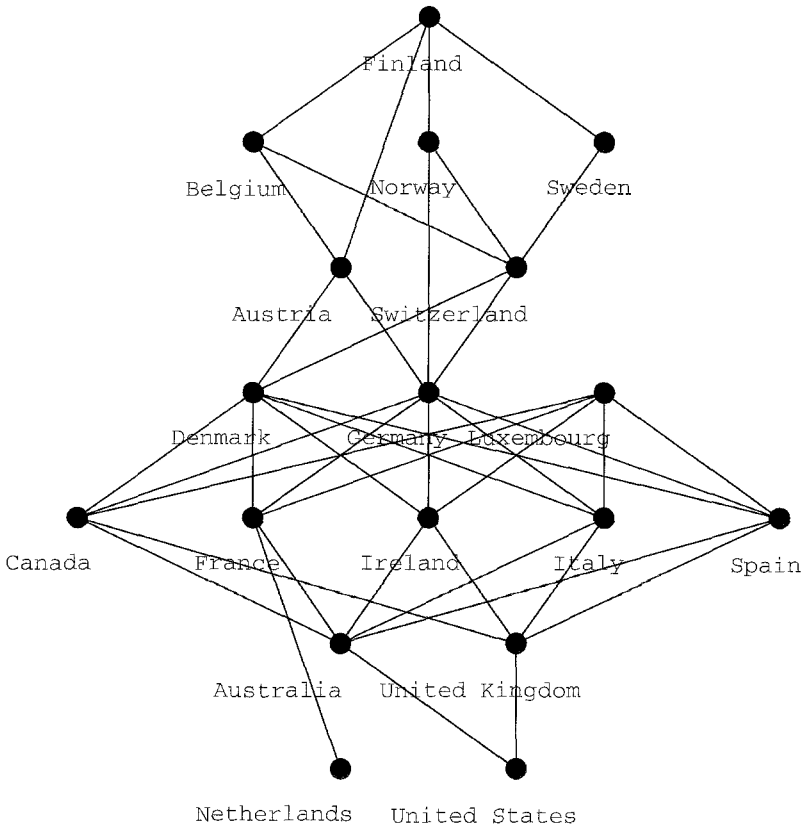 Finland
Belgium Norway Sweden
Austria Switzerland
Denmark Germany Luxembourg
Canada France Ireland Italy Spain
Australia United Kingdom
Netherlands United States